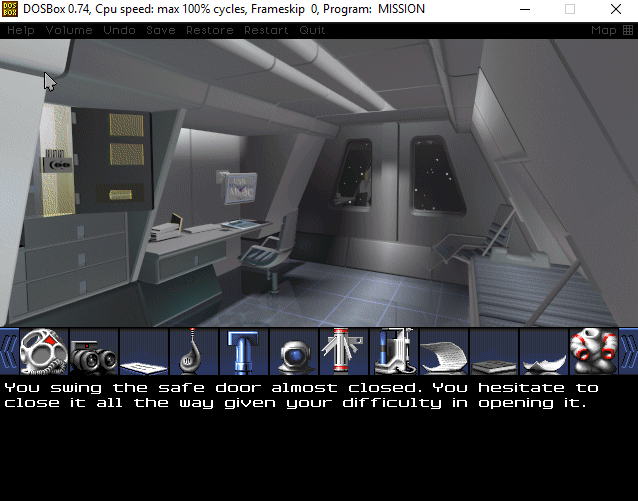 DOSBox 0.74, Cpu speed: max 100% cycles, Frameskip 0, Program: MISSION
Help Volume Undo Save Restore Restart Quit Map
You swing the safe door almost closed. You hesitate to
close it all the way given your difficulty in opening it.